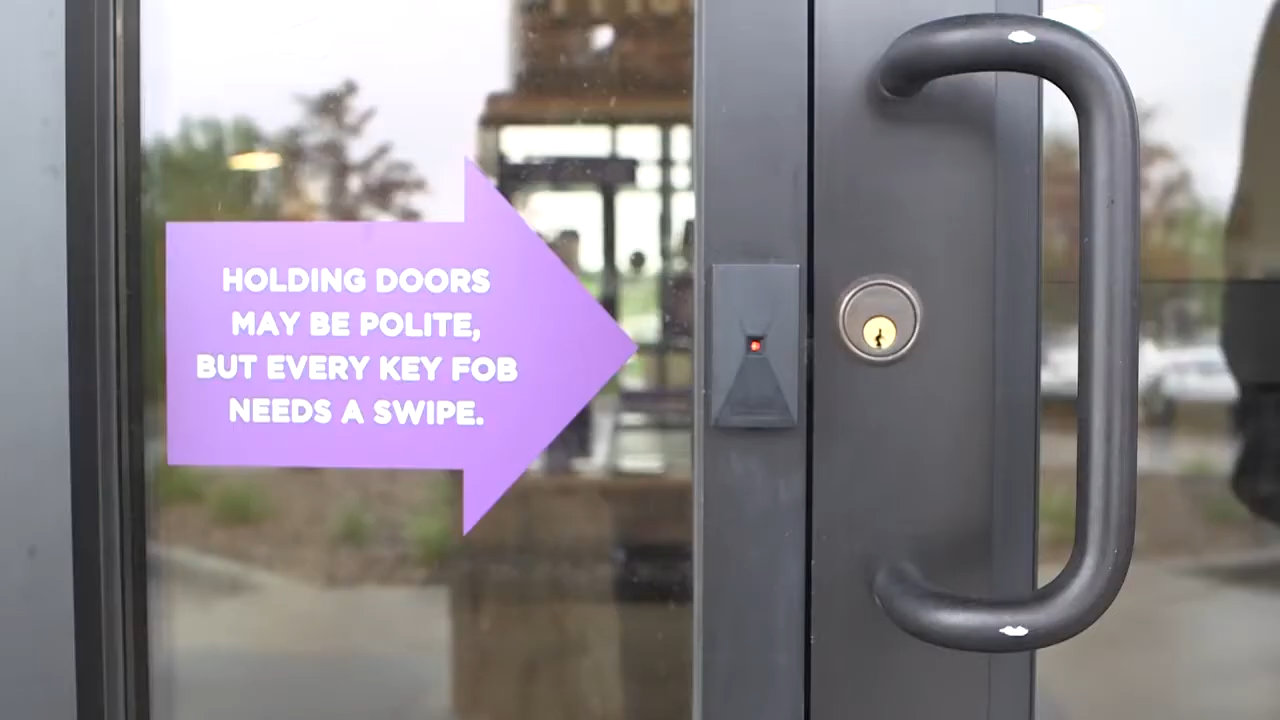 HOLDING DOORS
MAY BE POLITE,
BUT EVERY KEY FOB
NEEDS A SWIPE.